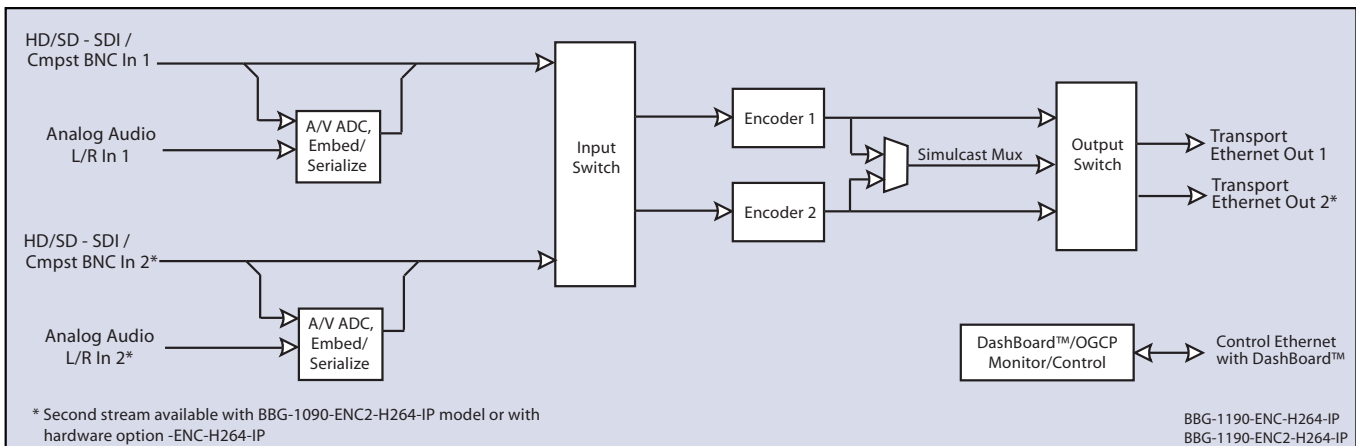 HD/SD - SDI /
Cmpst BNC In 1
Analog Audio
L/R In 1
A/V ADC,
Embed/
Serialize
HD/SD - SDI /
Cmpst BNC In 2*
Analog Audio
L/R In 2*
A/V ADC,
Embed/
Serialize
Input
Switch
Encoder 1
Encoder 2
Simulcast Mux
Output
Switch
Transport
Ethernet Out 1
Transport
Ethernet Out 2*
DashBoard™/OGCP
Monitor/Control
Control Ethernet
with DashBoard™
* Second stream available with BBG-1090-ENC2-H264-IP model or with
hardware option -ENC-H264-IP
BBG-1190-ENC-H264-IP
BBG-1190-ENC2-H264-IP